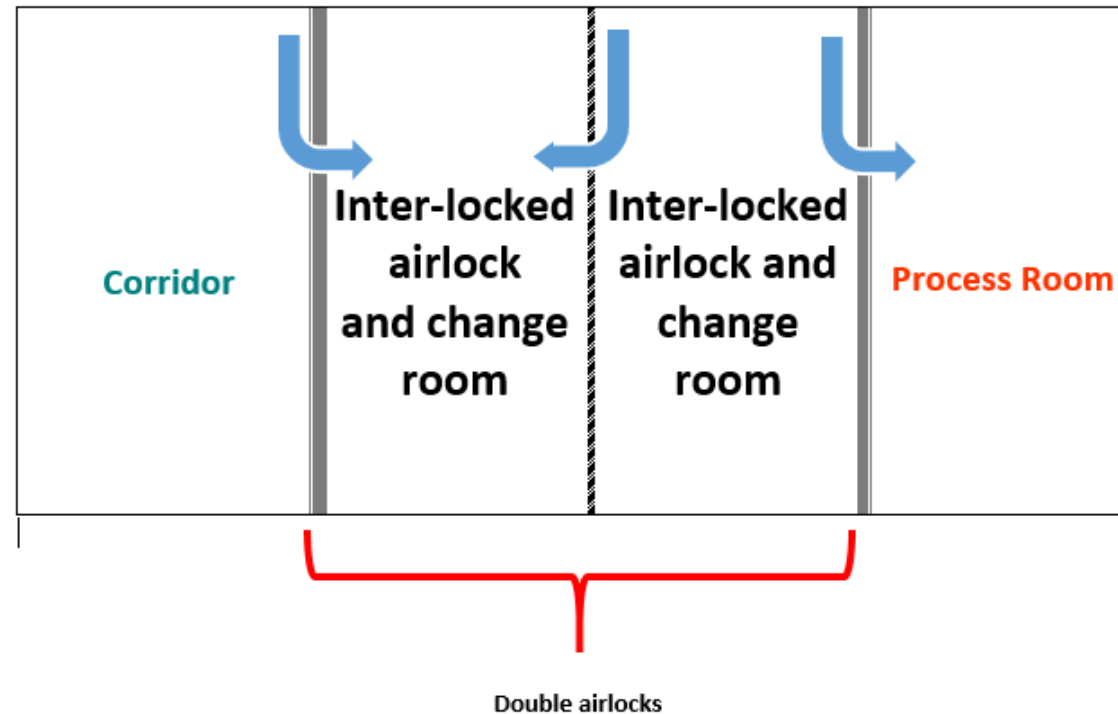 Corridor
Inter-locked
airlock
and change
room
Inter-locked
airlock and
change
room
Process Room
Double airlocks